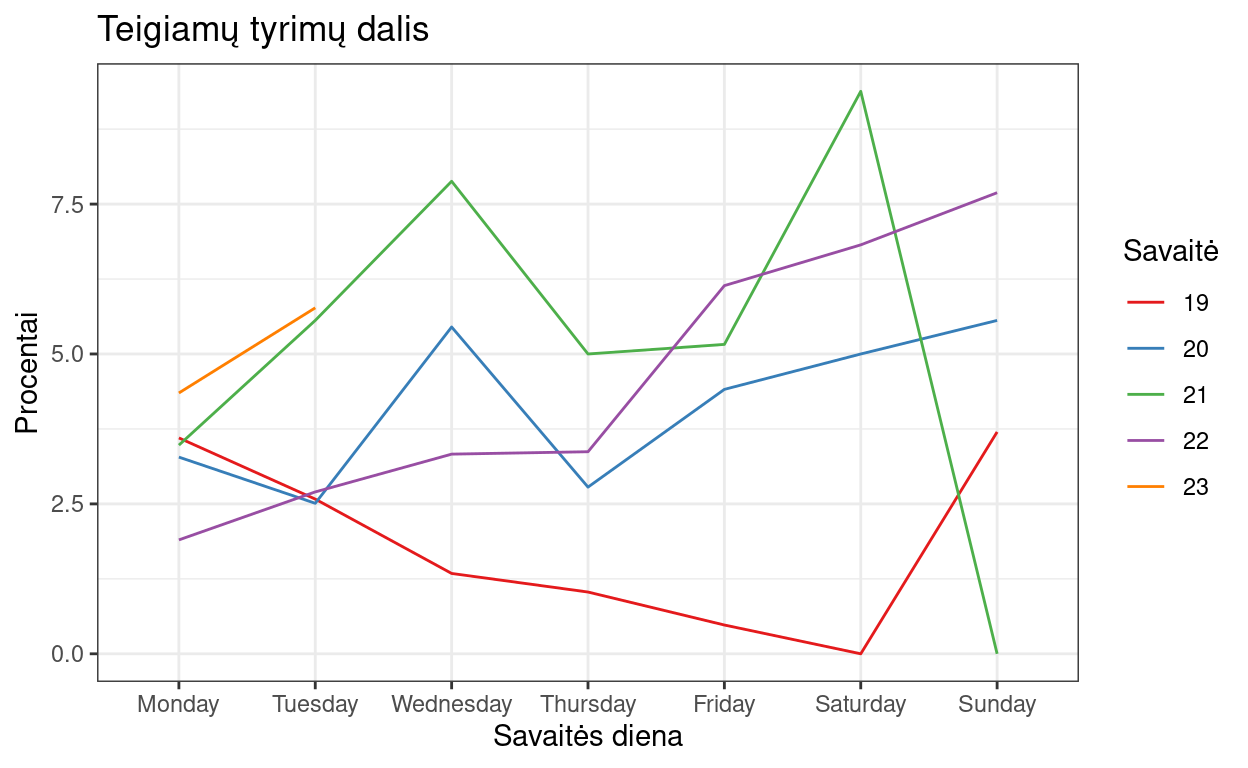 Teigiamų tyrimų dalis
Procentai
7.5
5.0
2.5
0.0
Monday Tuesday Wednesday Thursday Friday Saturday Sunday
Savaitės diena
Savaitė
19
20
21
22
23